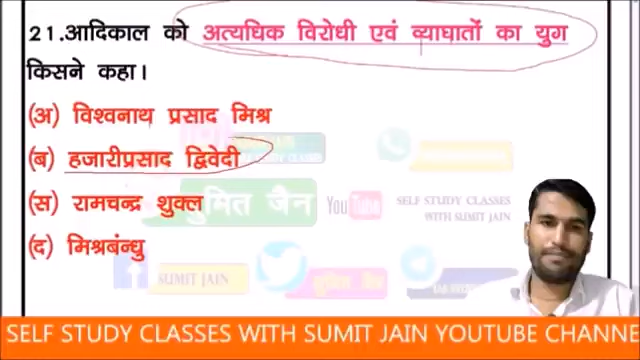 21.आदिकाल को अत्यधिक विरोधी एवं व्याघातों का युग
किसने कहा।
(अ) विश्वनाथ प्रसाद मिश्र
(ब) हजारीप्रसाद द्विवेदी
(स) रामचन्द्र शुक्ल
(द) मिश्रबंन्धु
सुमित जैन
YouTube
SELF STUDY CLASSES
WITH SUMIT JAIN
SUMIT JAIN
सुमित जैन
SELF STUDY CLASSES WITH SUMIT JAIN YOUTUBE CHANNE